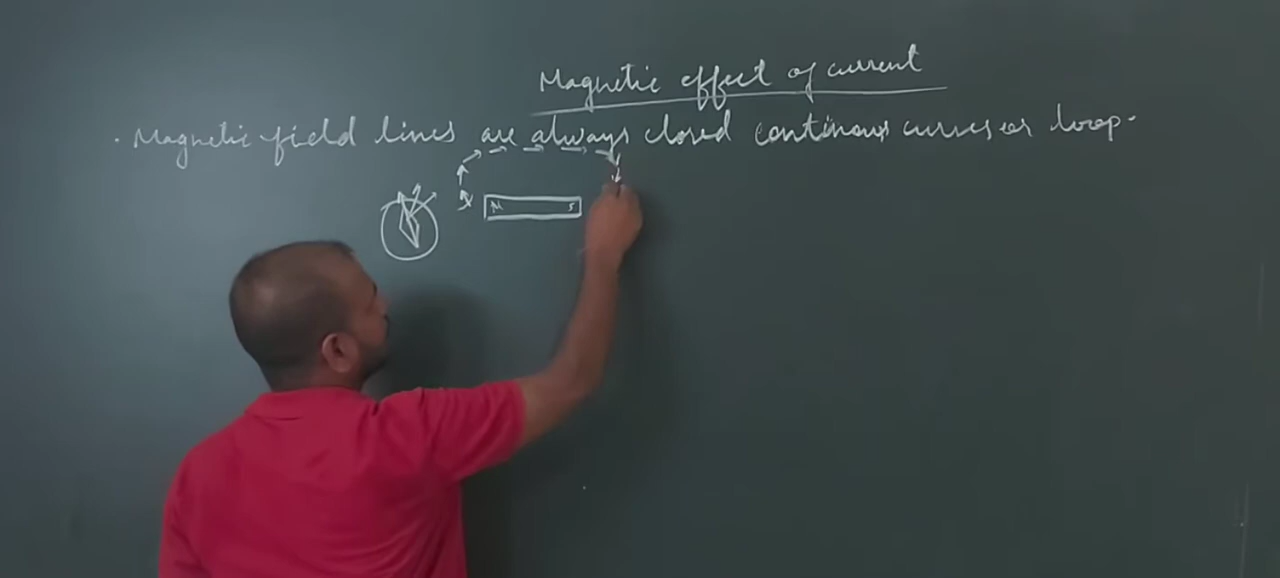 Magnetic effect of current
. Magnetic field lines are always closed continous curves or loop.
N S